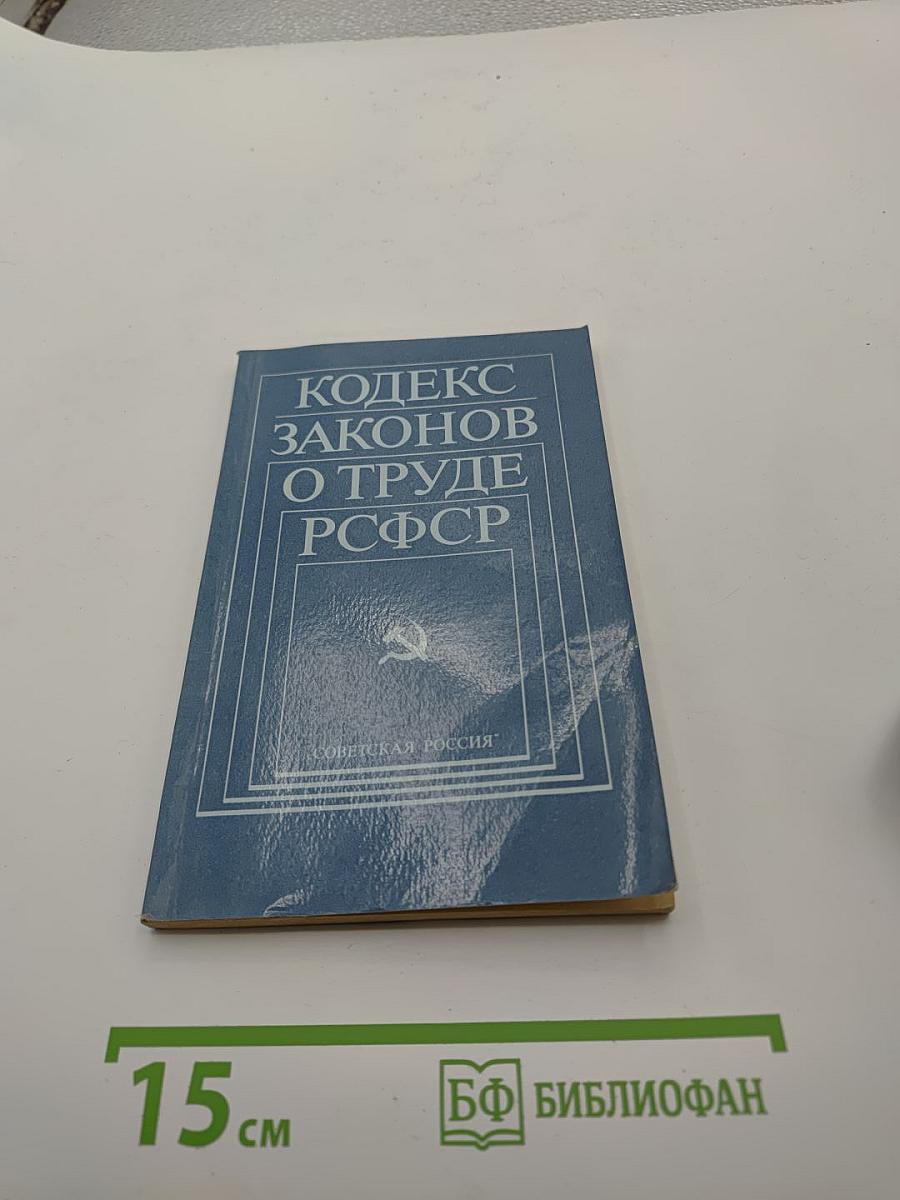 КОДЕКС
ЗАКОНОВ
О ТРУДЕ
РСФСР
"СОВЕТСКАЯ РОССИЯ"
15 см
БФ БИБЛИОФАН